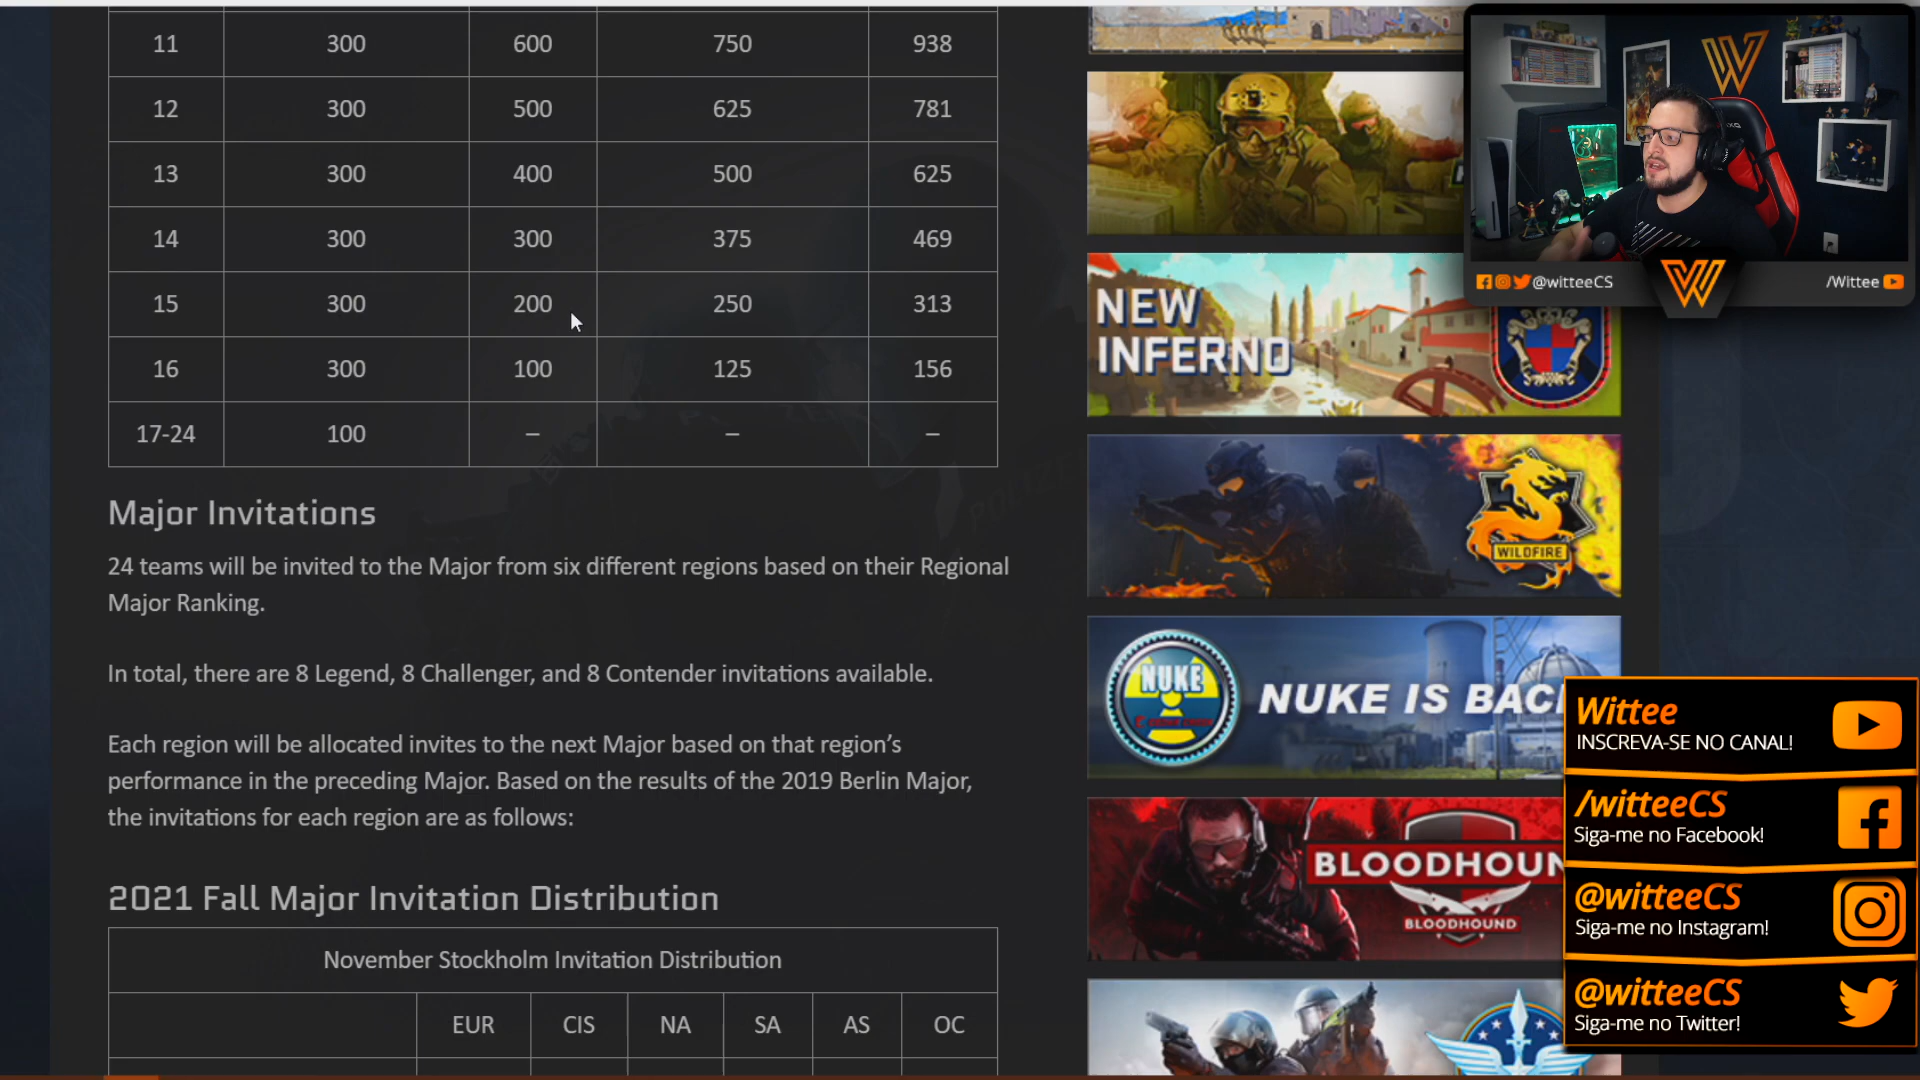 11 300 600 750 938
12 300 500 625 781
13 300 400 500 625
14 300 300 375 469
15 300 200 250 313
16 300 100 125 156
17-24 100 – – –
Major Invitations
24 teams will be invited to the Major from six different regions based on their Regional
Major Ranking.
In total, there are 8 Legend, 8 Challenger, and 8 Contender invitations available.
Each region will be allocated invites to the next Major based on that region’s
performance in the preceding Major. Based on the results of the 2019 Berlin Major,
the invitations for each region are as follows:
2021 Fall Major Invitation Distribution
November Stockholm Invitation Distribution
EUR CIS NA SA AS OC
@witteeCS
/Wittee
NEW
INFERNO
WILDFIRE
NUKE
NUKE IS BAC
BLOODHOUN
BLOODHOUND
Wittee
INSCREVA-SE NO CANAL!
/witteeCS
Siga-me no Facebook!
@witteeCS
Siga-me no Instagram!
@witteeCS
Siga-me no Twitter!